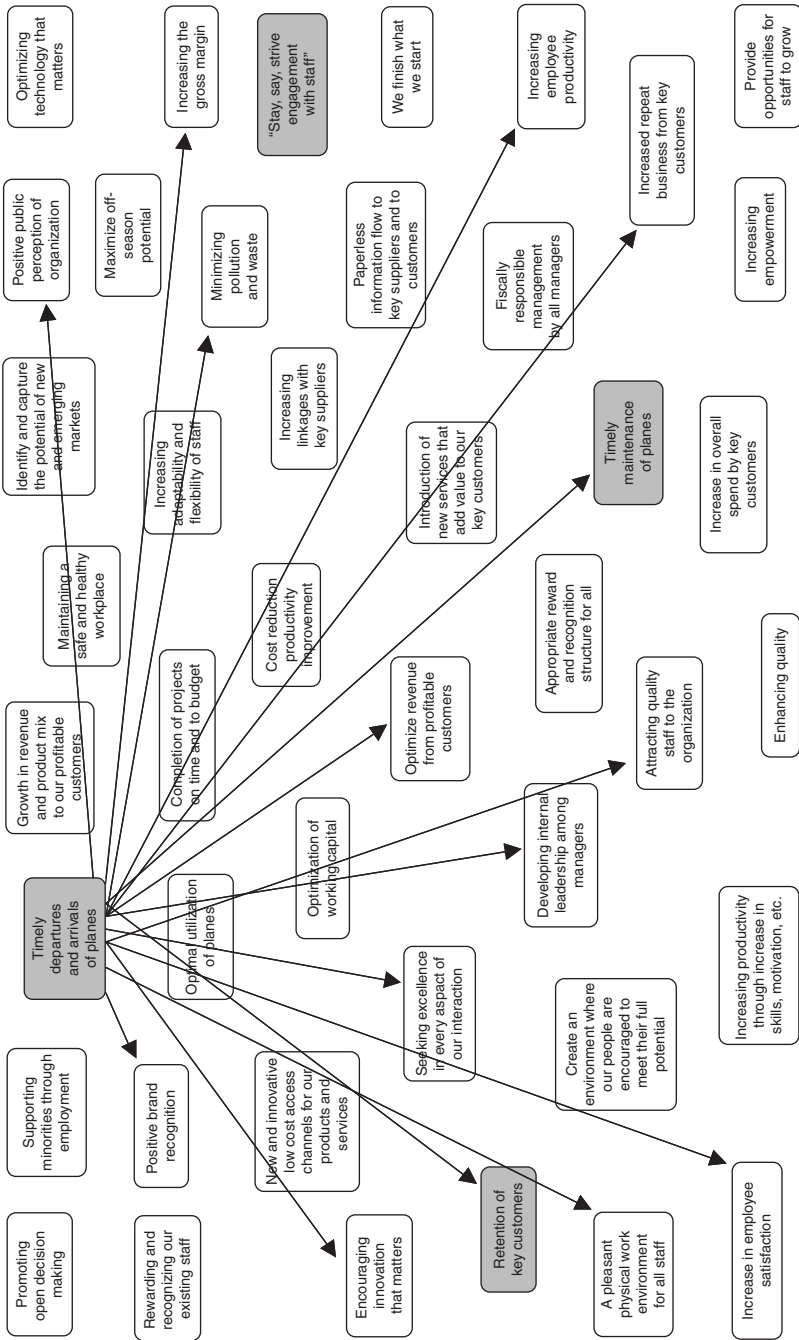 Promoting
open decision
making
Supporting
minorities through
employment
Timely
departures
and arrivals
of planes
Growth in revenue
and product mix
to our profitable
customers
Maintaining a
safe and healthy
workplace
Identify and capture
the potential of new
and emerging
markets
Positive public
perception of
organization
Optimizing
technology that
matters
Rewarding and
recognizing our
existing staff
Positive brand
recognition
Optimal utilization
of planes
Completion of projects
on time and to budget
Increasing
adaptability and
flexibility of staff
Maximize off-
season
potential
Increasing the
gross margin
Encouraging
innovation
that matters
New and innovative
low cost access
channels for our
products and
services
Optimization of
working capital
Cost reduction
productivity
improvement
Increasing
linkages with
key suppliers
Minimizing
pollution
and waste
“Stay, say, strive
engagement
with staff”
Retention of
key customers
Seeking excellence
in every aspact of
our interaction
Optimize revenue
from profitable
customers
Introduction of
new services that
add value to our
key customers
Paperless
information flow to
key suppliers and to
customers
We finish what
we start
A pleasant
physical work
environment
for all staff
Create an
environment where
our people are
encouraged to
meet their full
potential
Developing internal
leadership among
managers
Appropriate reward
and recognition
structure for all
Timely
maintenance
of planes
Fiscally
responsible
management
by all managers
Increasing
employee
productivity
Increase in employee
satisfaction
Increasing productivity
through increase in
skills, motivation, etc.
Attracting quality
staff to the
organization
Enhancing quality
Increase in overall
spend by key
customers
Increasing
empowerment
Increased repeat
business from key
customers
Provide
opportunities for
staff to grow